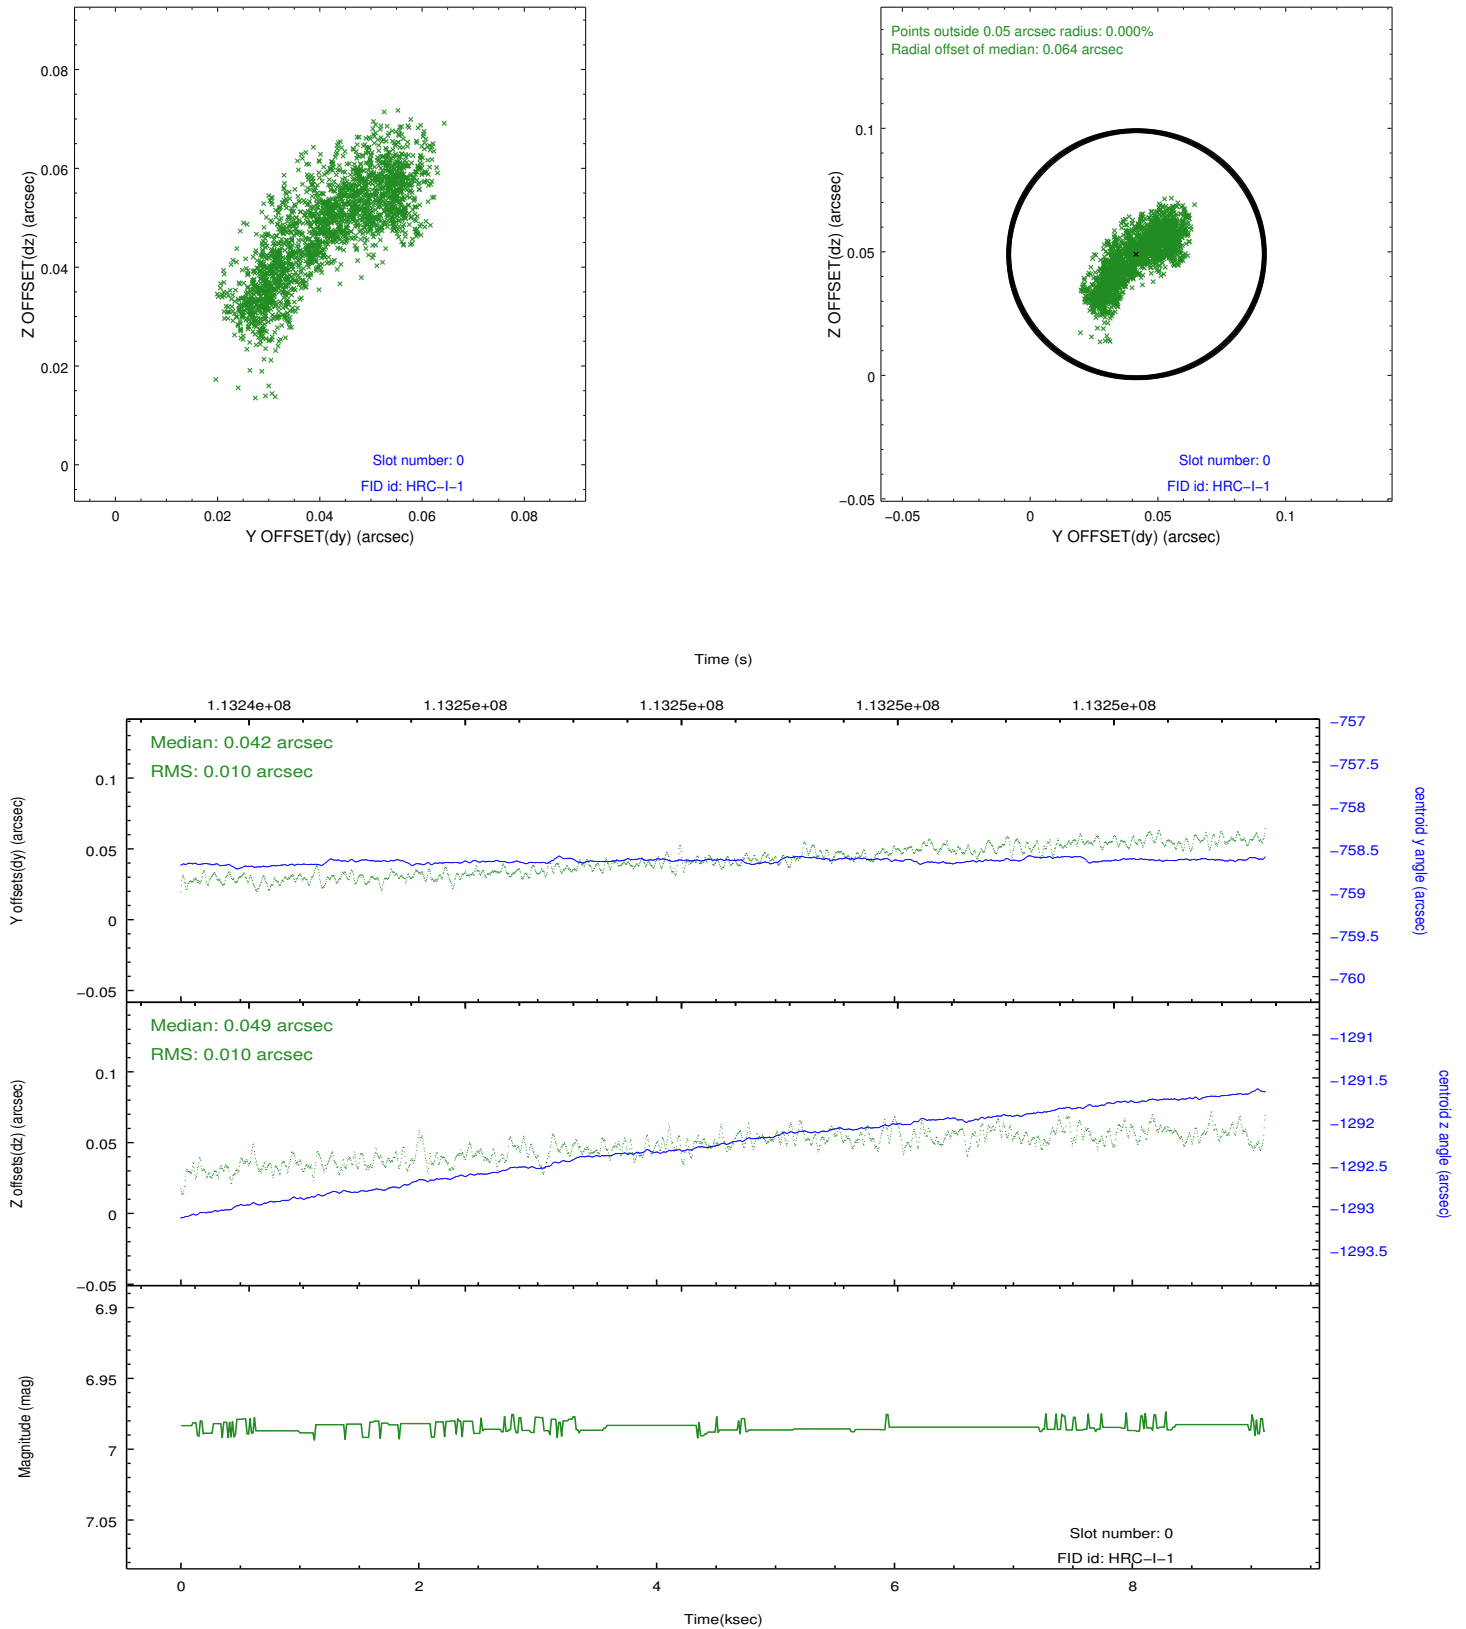 0.08
0.06
0.04
0.02
0
Z OFFSET(dz) (arcsec)
Slot number: 0
FID id: HRC−I−1
0 0.02 0.04 0.06 0.08
Y OFFSET(dy) (arcsec)
Points outside 0.05 arcsec radius: 0.000%
Radial offset of median: 0.064 arcsec
0.1
0.05
0
−0.05
Z OFFSET(dz) (arcsec)
Slot number: 0
FID id: HRC−I−1
−0.05 0 0.05 0.1
Y OFFSET(dy) (arcsec)
Time (s)
1.1324e+08 1.1325e+08 1.1325e+08 1.1325e+08 1.1325e+08
Median: 0.042 arcsec
RMS: 0.010 arcsec
0.1
0.05
0
−0.05
Y offsets(dy) (arcsec)
−757
−757.5
−758
−758.5
−759
−759.5
−760
centroid y angle (arcsec)
Median: 0.049 arcsec
RMS: 0.010 arcsec
0.1
0.05
0
−0.05
Z offsets(dz) (arcsec)
−1291
−1291.5
−1292
−1292.5
−1293
−1293.5
centroid z angle (arcsec)
6.9
6.95
7
7.05
Magnitude (mag)
Slot number: 0
FID id: HRC−I−1
0 2 4 6 8
Time(ksec)